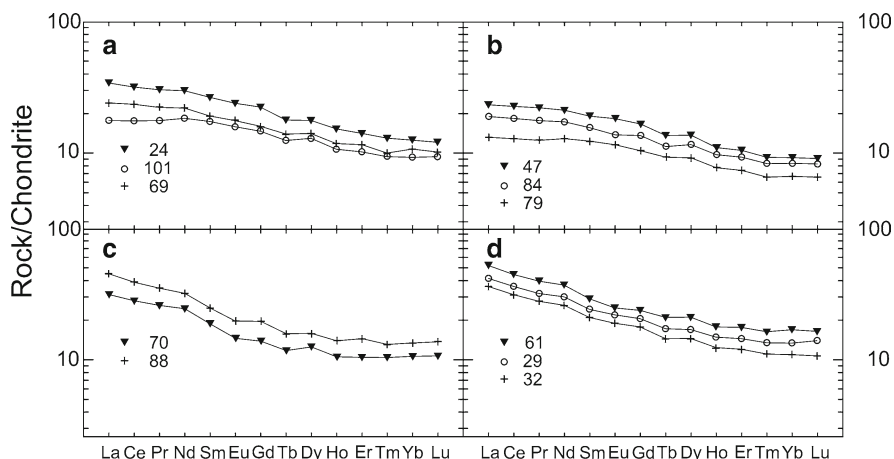 100
a
b
100
24
101
69
47
84
79
10
10
Rock/Chondrite
100
c
d
100
70
88
61
29
32
10
10
La Ce Pr Nd Sm Eu Gd Tb Dy Ho Er Tm Yb Lu
La Ce Pr Nd Sm Eu Gd Tb Dy Ho Er Tm Yb Lu